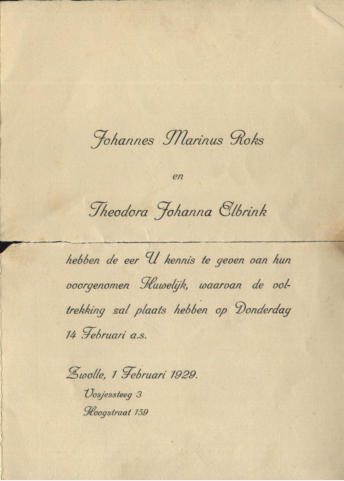 Johannes Marinus Roks
en
Theodora Johanna Elbrink
hebben de eer U kennis te geven van hun
voorgenomen Huwelijk, waarvan de vol-
trekking zal plaats hebben op Donderdag
14 Februari a.s.
Zwolle, 1 Februari 1929.
Vosjessteeg 3
Hoogstraat 159